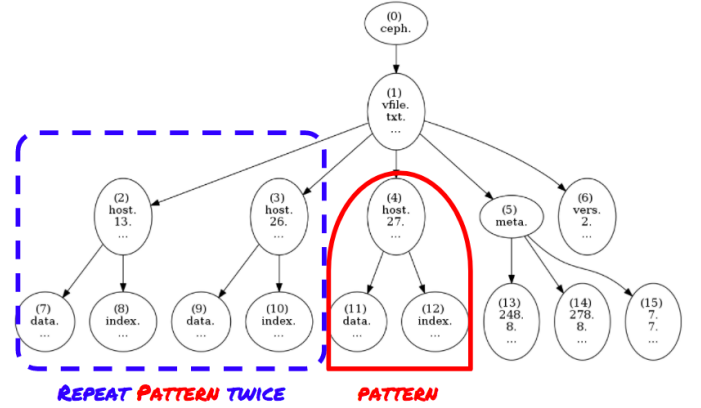 (0)
ceph.
(1)
vfile.
txt.
...
(2)
host.
13.
...
(3)
host.
26.
...
(4)
host.
27.
...
(5)
meta.
(6)
vers.
2.
...
(7)
data.
...
(8)
index.
...
(9)
data.
...
(10)
index.
...
(11)
data.
...
(12)
index.
...
(13)
248.
8.
...
(14)
278.
8.
...
(15)
7.
7.
...
REPEAT PATTERN TWICE
PATTERN